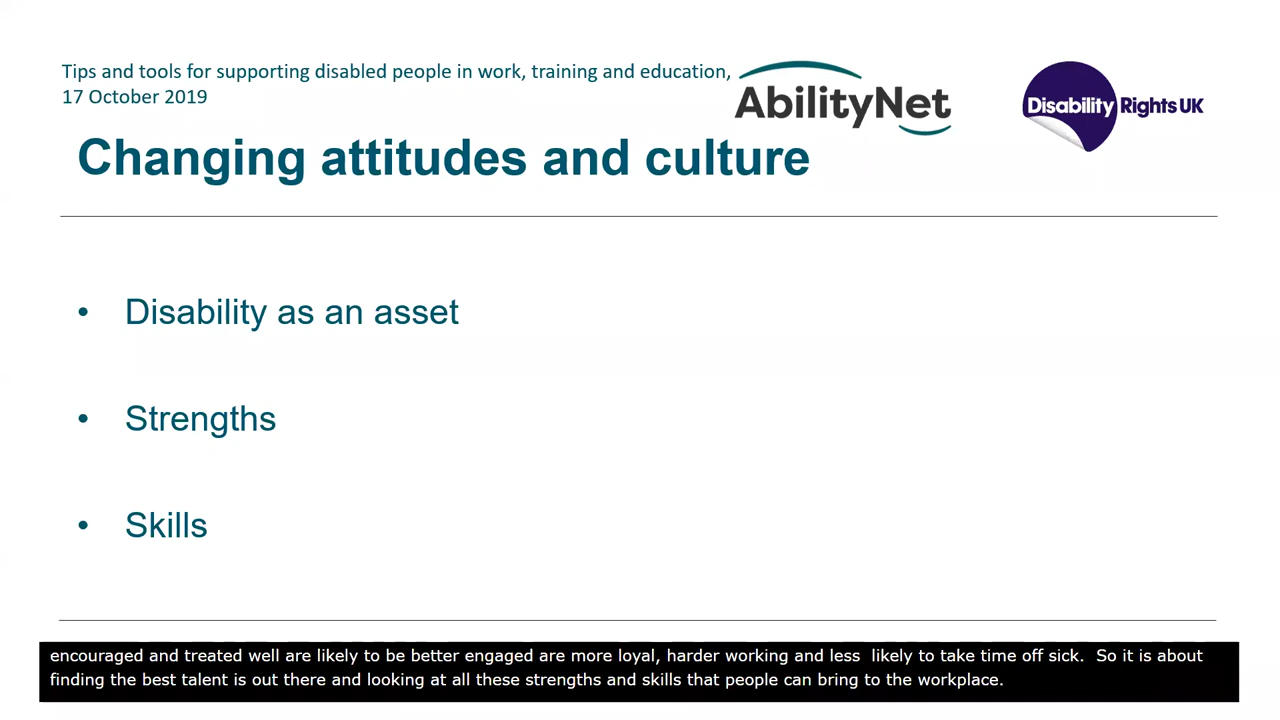 Tips and tools for supporting disabled people in work, training and education,
17 October 2019
AbilityNet
Disability Rights UK
Changing attitudes and culture
• Disability as an asset
• Strengths
• Skills
encouraged and treated well are likely to be better engaged are more loyal, harder working and less  likely to take time off sick.  So it is about
finding the best talent is out there and looking at all these strengths and skills that people can bring to the workplace.